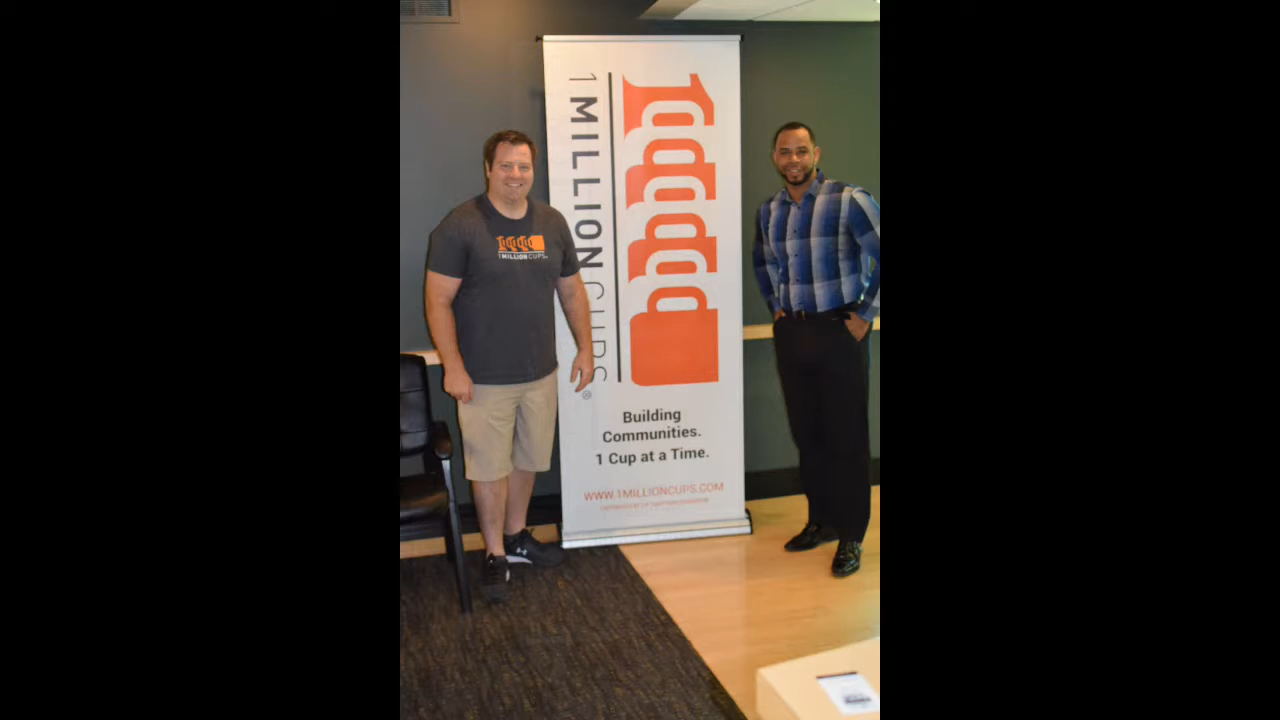 1 MILLION CUPS®
Building
Communities.
1 Cup at a Time.
WWW.1MILLIONCUPS.COM
1MILLIONCUPS